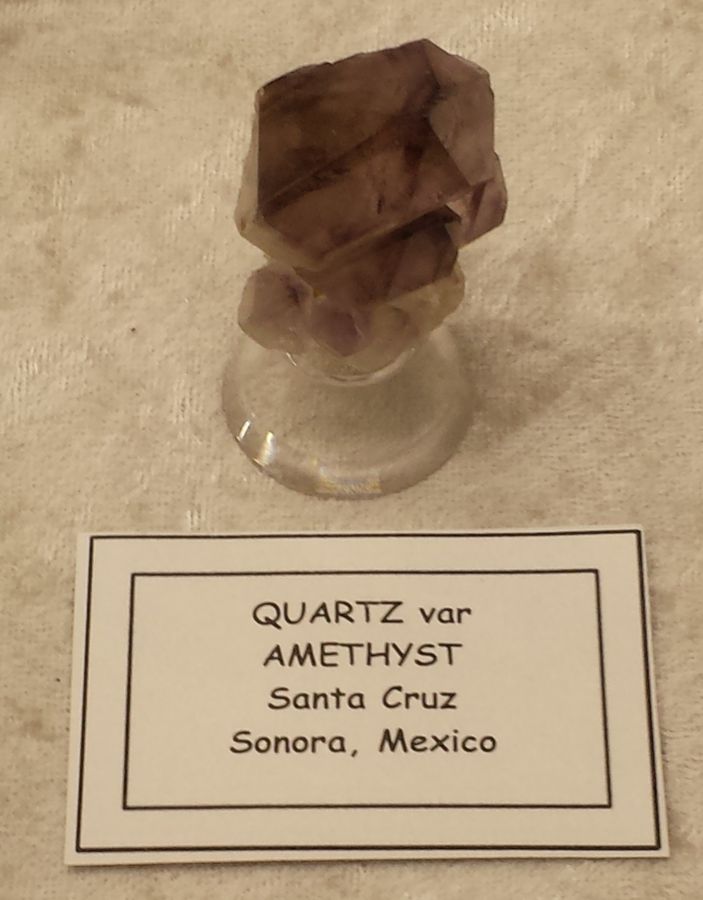 QUARTZ var
AMETHYST
Santa Cruz
Sonora, Mexico